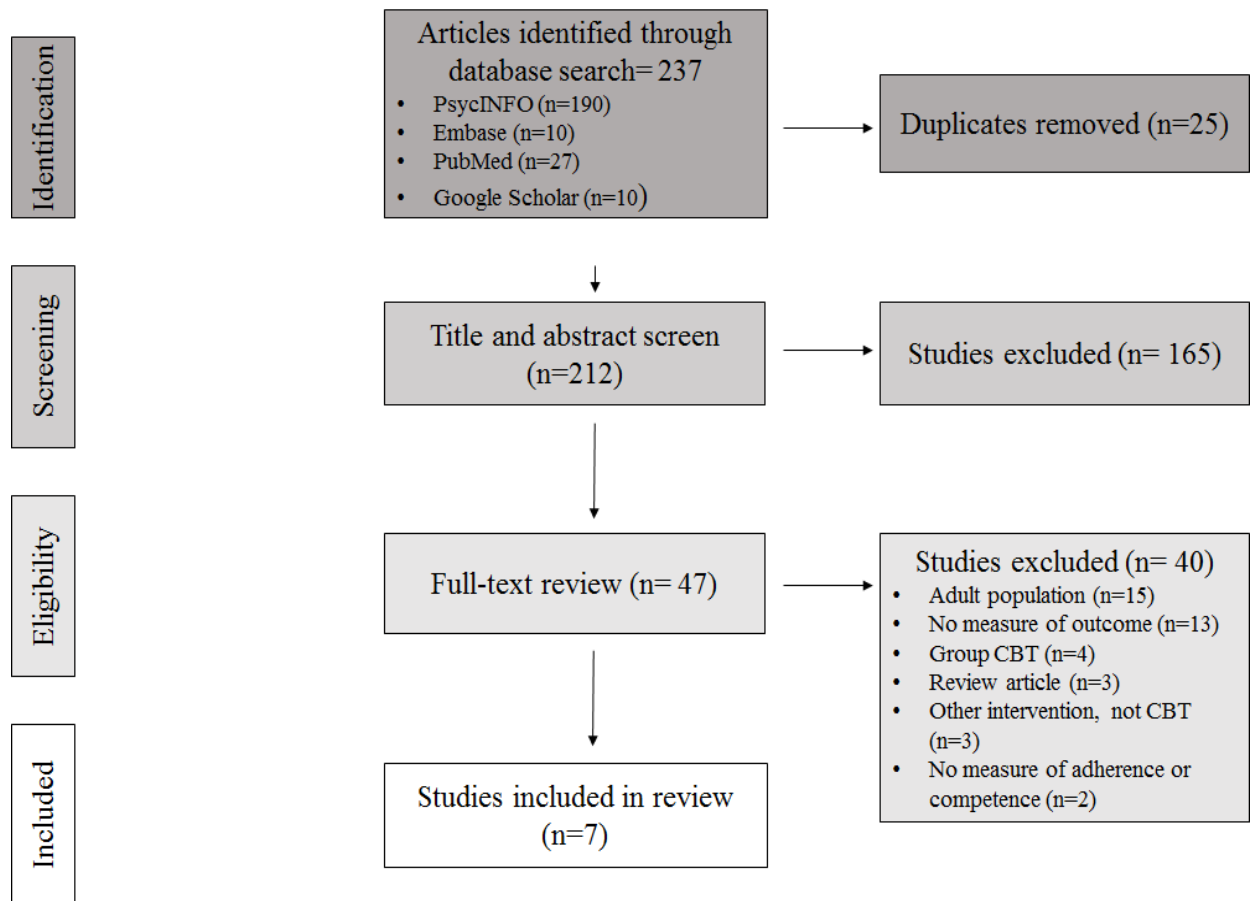 Identification
Articles identified through
database search= 237
• PsycINFO (n=190)
• Embase (n=10)
• PubMed (n=27)
• Google Scholar (n=10)
Duplicates removed (n=25)
Screening
Title and abstract screen
(n=212)
Studies excluded (n= 165)
Eligibility
Full-text review (n= 47)
Studies excluded (n= 40)
• Adult population (n=15)
• No measure of outcome (n=13)
• Group CBT (n=4)
• Review article (n=3)
• Other intervention, not CBT
(n=3)
• No measure of adherence or
competence (n=2)
Included
Studies included in review
(n=7)